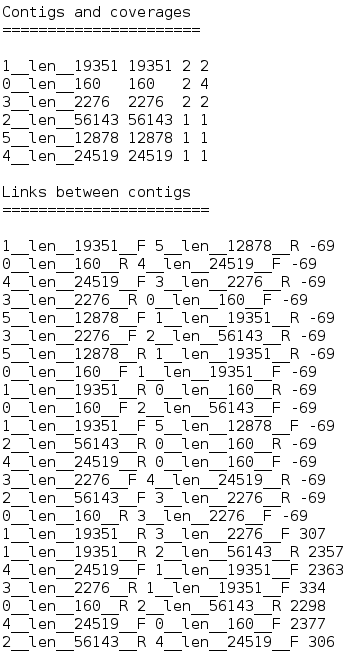 Contigs and coverages
======================
1__len__19351 19351 2 2
0__len__160 160 2 4
3__len__2276 2276 2 2
2__len__56143 56143 1 1
5__len__12878 12878 1 1
4__len__24519 24519 1 1
Links between contigs
=======================
1__len__19351__F 5__len__12878__R -69
0__len__160__R 4__len__24519__F -69
4__len__24519__F 3__len__2276__R -69
3__len__2276__R 0__len__160__F -69
5__len__12878__F 1__len__19351__R -69
3__len__2276__F 2__len__56143__R -69
5__len__12878__R 1__len__19351__R -69
0__len__160__F 1__len__19351__F -69
1__len__19351__R 0__len__160__R -69
0__len__160__F 2__len__56143__F -69
1__len__19351__F 5__len__12878__F -69
2__len__56143__R 0__len__160__R -69
4__len__24519__R 0__len__160__F -69
3__len__2276__F 4__len__24519__R -69
2__len__56143__F 3__len__2276__R -69
0__len__160__R 3__len__2276__F -69
1__len__19351__R 3__len__2276__F 307
1__len__19351__R 2__len__56143__R 2357
4__len__24519__F 1__len__19351__F 2363
3__len__2276__R 1__len__19351__F 334
0__len__160__R 2__len__56143__R 2298
4__len__24519__F 0__len__160__F 2377
2__len__56143__R 4__len__24519__F 306